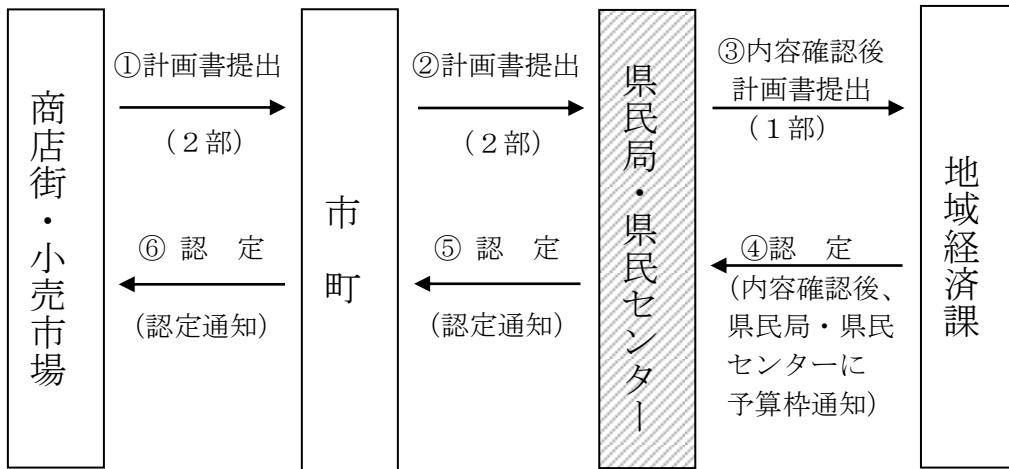 商店街・小売市場
①計画書提出
（２部）
⑥ 認　定
(認定通知)
市町
②計画書提出
（２部）
⑤ 認　定
(認定通知)
県民局・県民センター
③内容確認後
計画書提出
（１部）
④認　定
(内容確認後、
県民局・県民
センターに
予算枠通知)
地域経済課